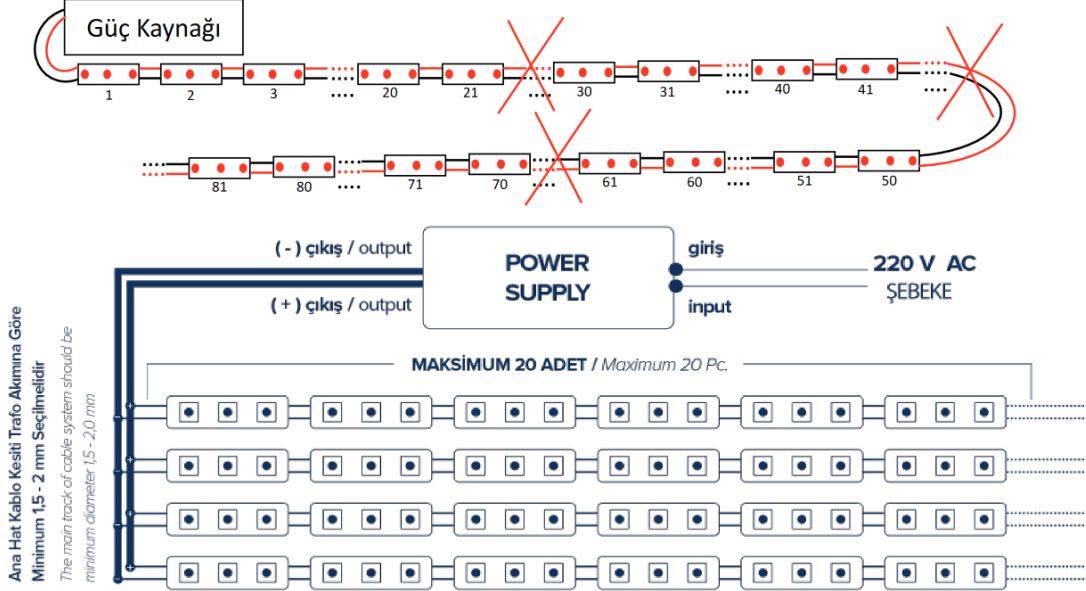 Güç Kaynağı
1 2 3 20 21 30 31 40 41
81 80 71 70 61 60 51 50
( - ) çıkış / output
( + ) çıkış / output
POWER
SUPPLY
giriş
input
220 V AC
ŞEBEKE
MAKSİMUM 20 ADET / Maximum 20 Pc.
Ana Hat Kablo Kesiti Trafo Akımına Göre
Minimum 1,5 - 2 mm Seçilmelidir
The main track of cable system should be
minimum diameter 1,5 - 2,0 mm